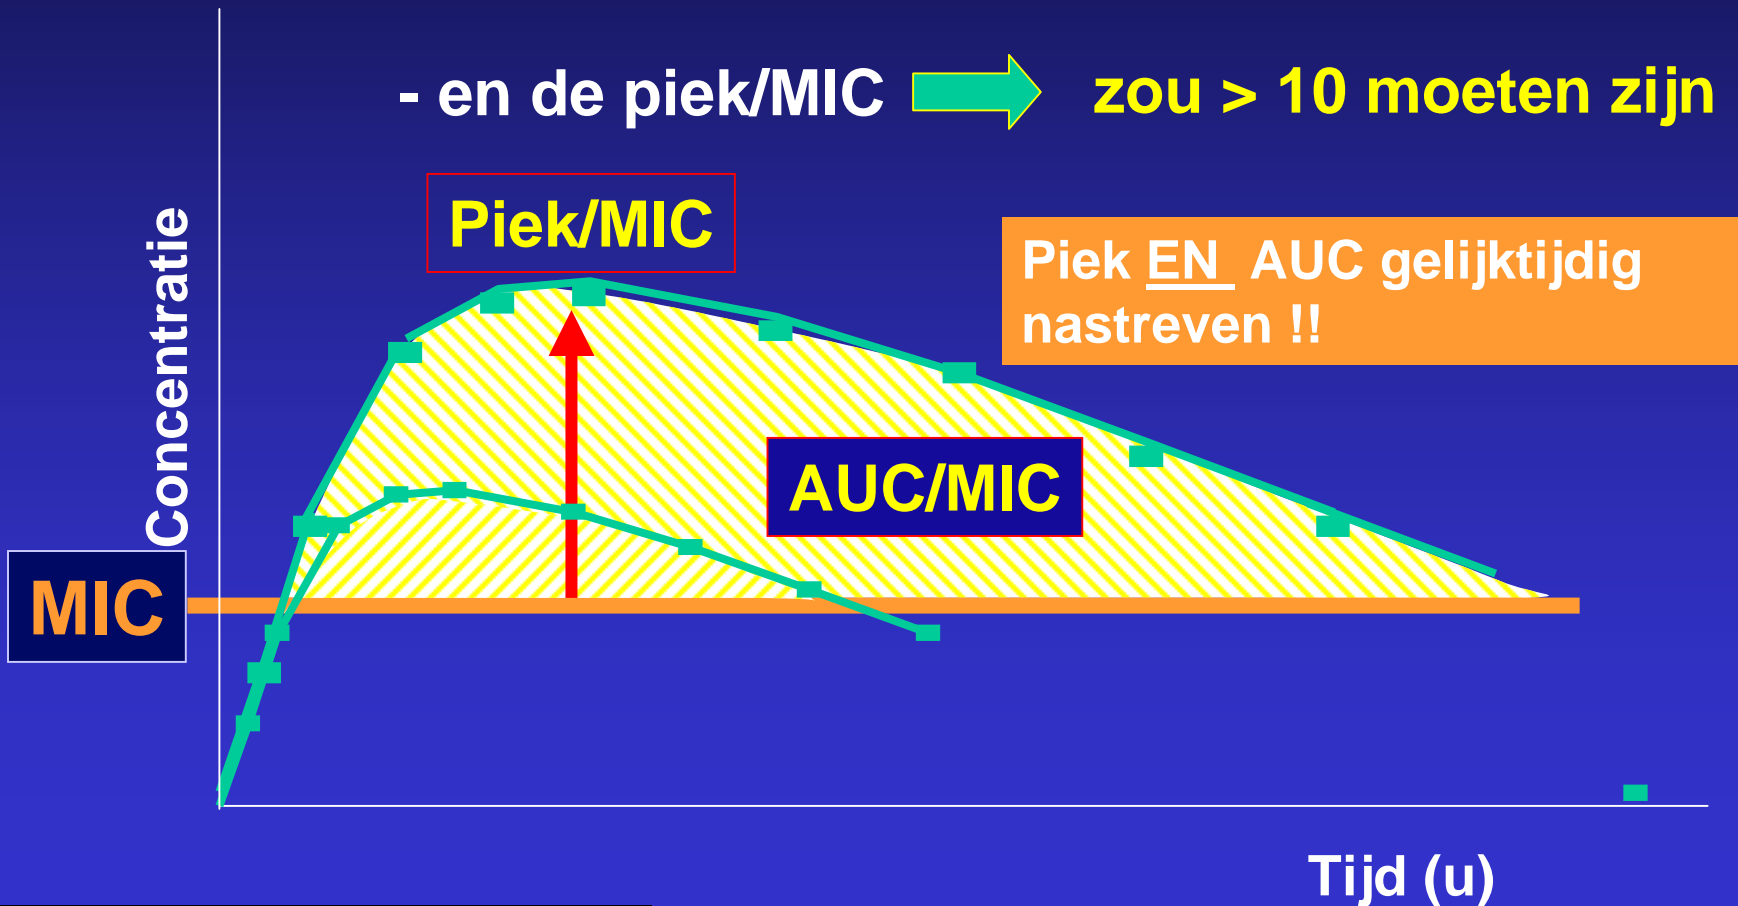 - en de piek/MIC
zou > 10 moeten zijn
Piek/MIC
Piek EN AUC gelijktijdig
nastreven !!
Concentratie
AUC/MIC
MIC
Tijd (u)